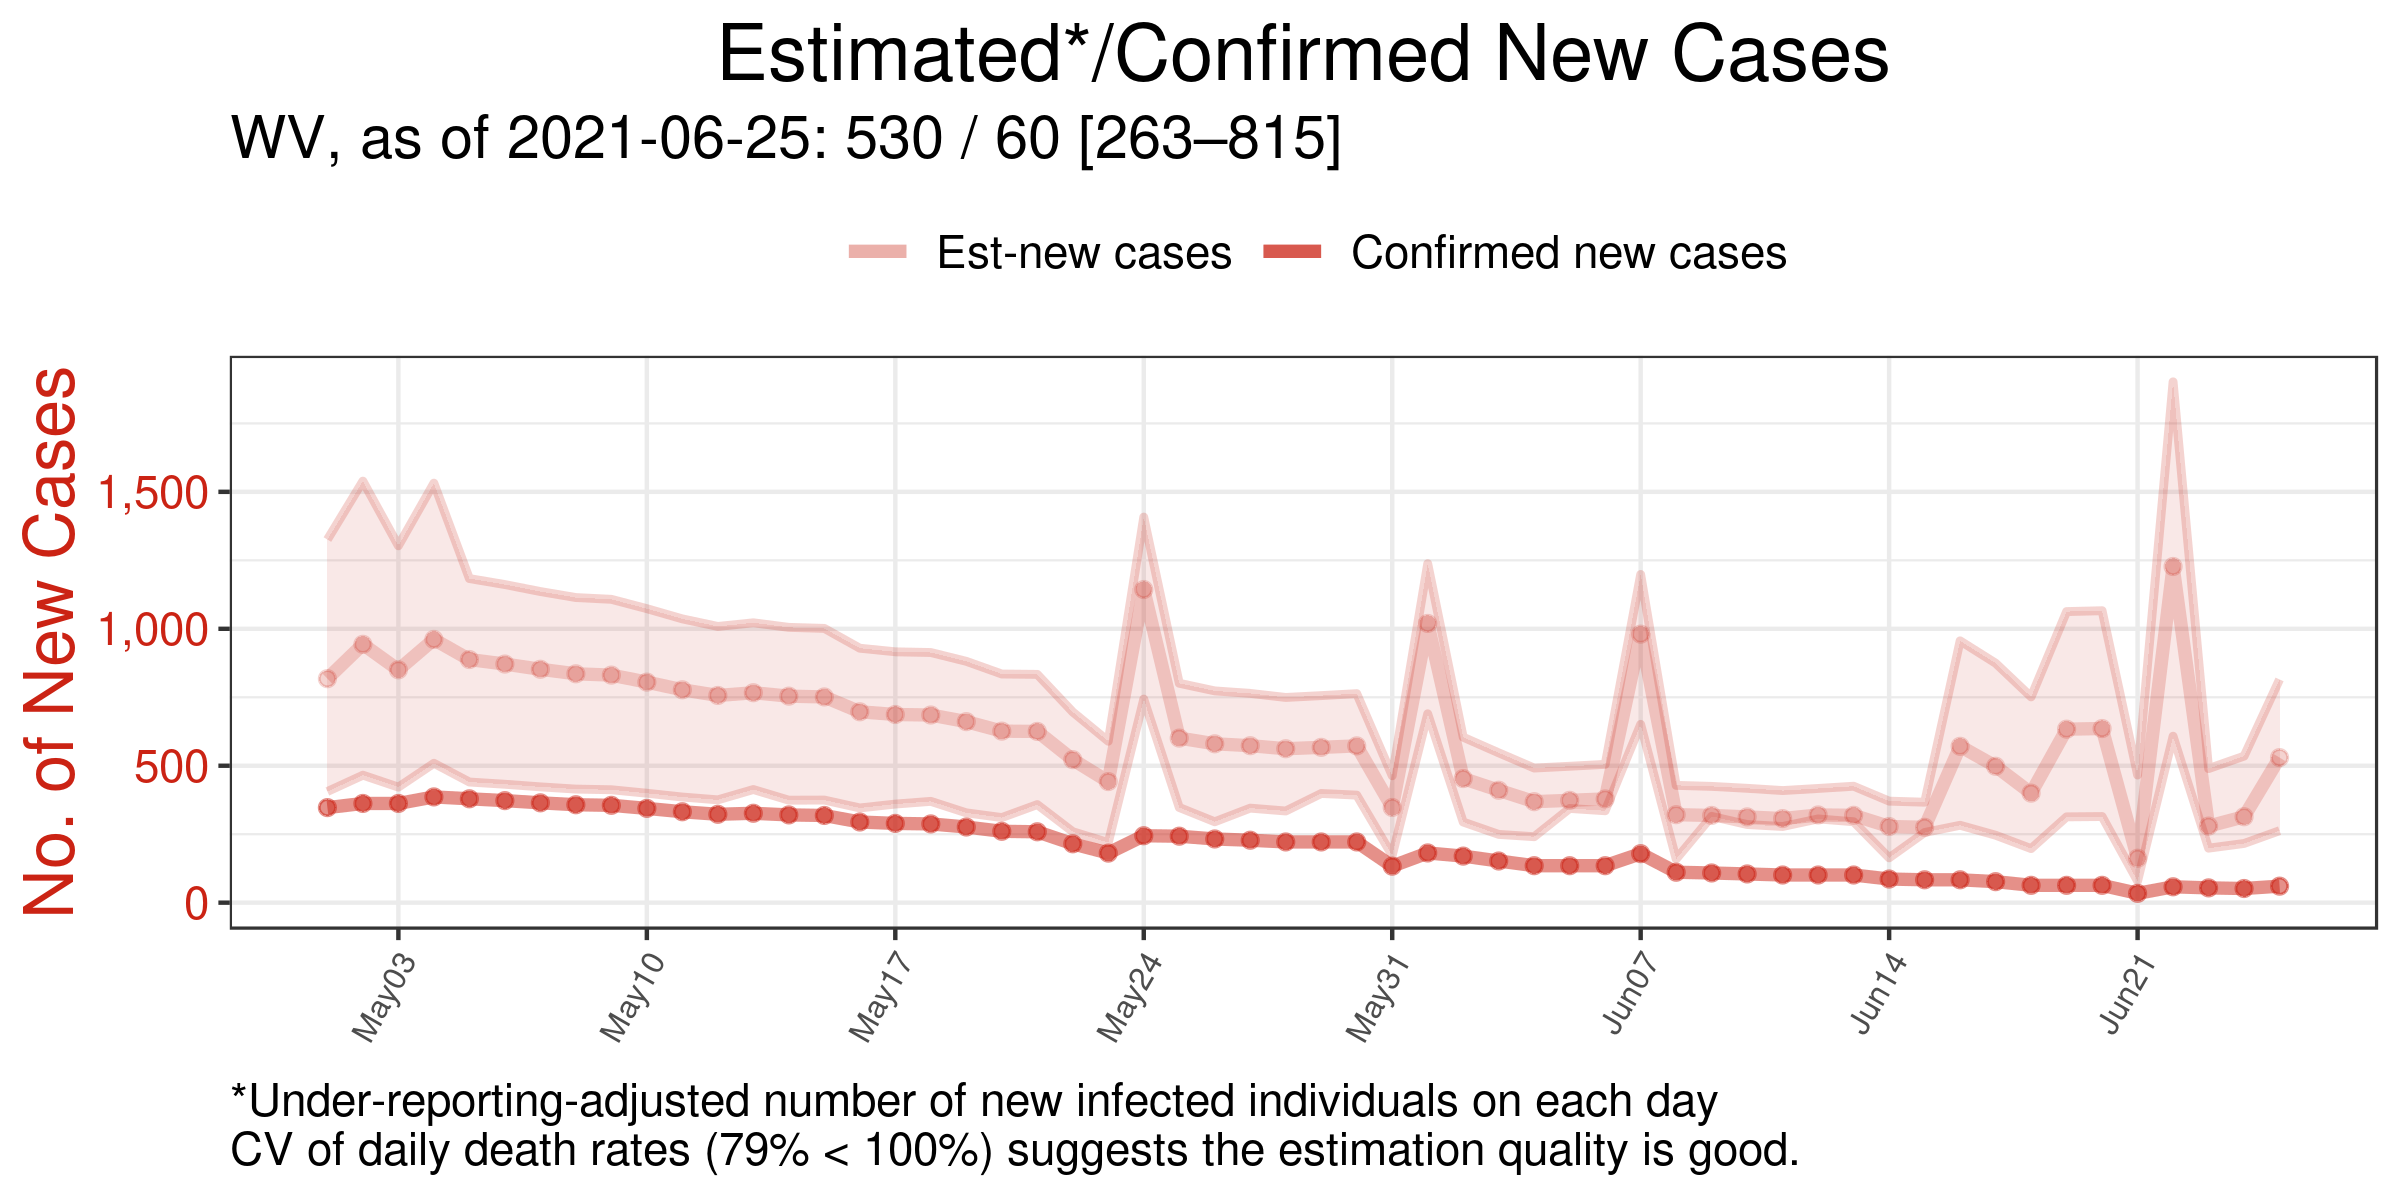 Estimated*/Confirmed New Cases
WV, as of 2021-06-25: 530 / 60 [263–815]
Est-new cases
Confirmed new cases
No. of New Cases
1,500
1,000
500
0
May03
May10
May17
May24
May31
Jun07
Jun14
Jun21
*Under-reporting-adjusted number of new infected individuals on each day
CV of daily death rates (79% < 100%) suggests the estimation quality is good.